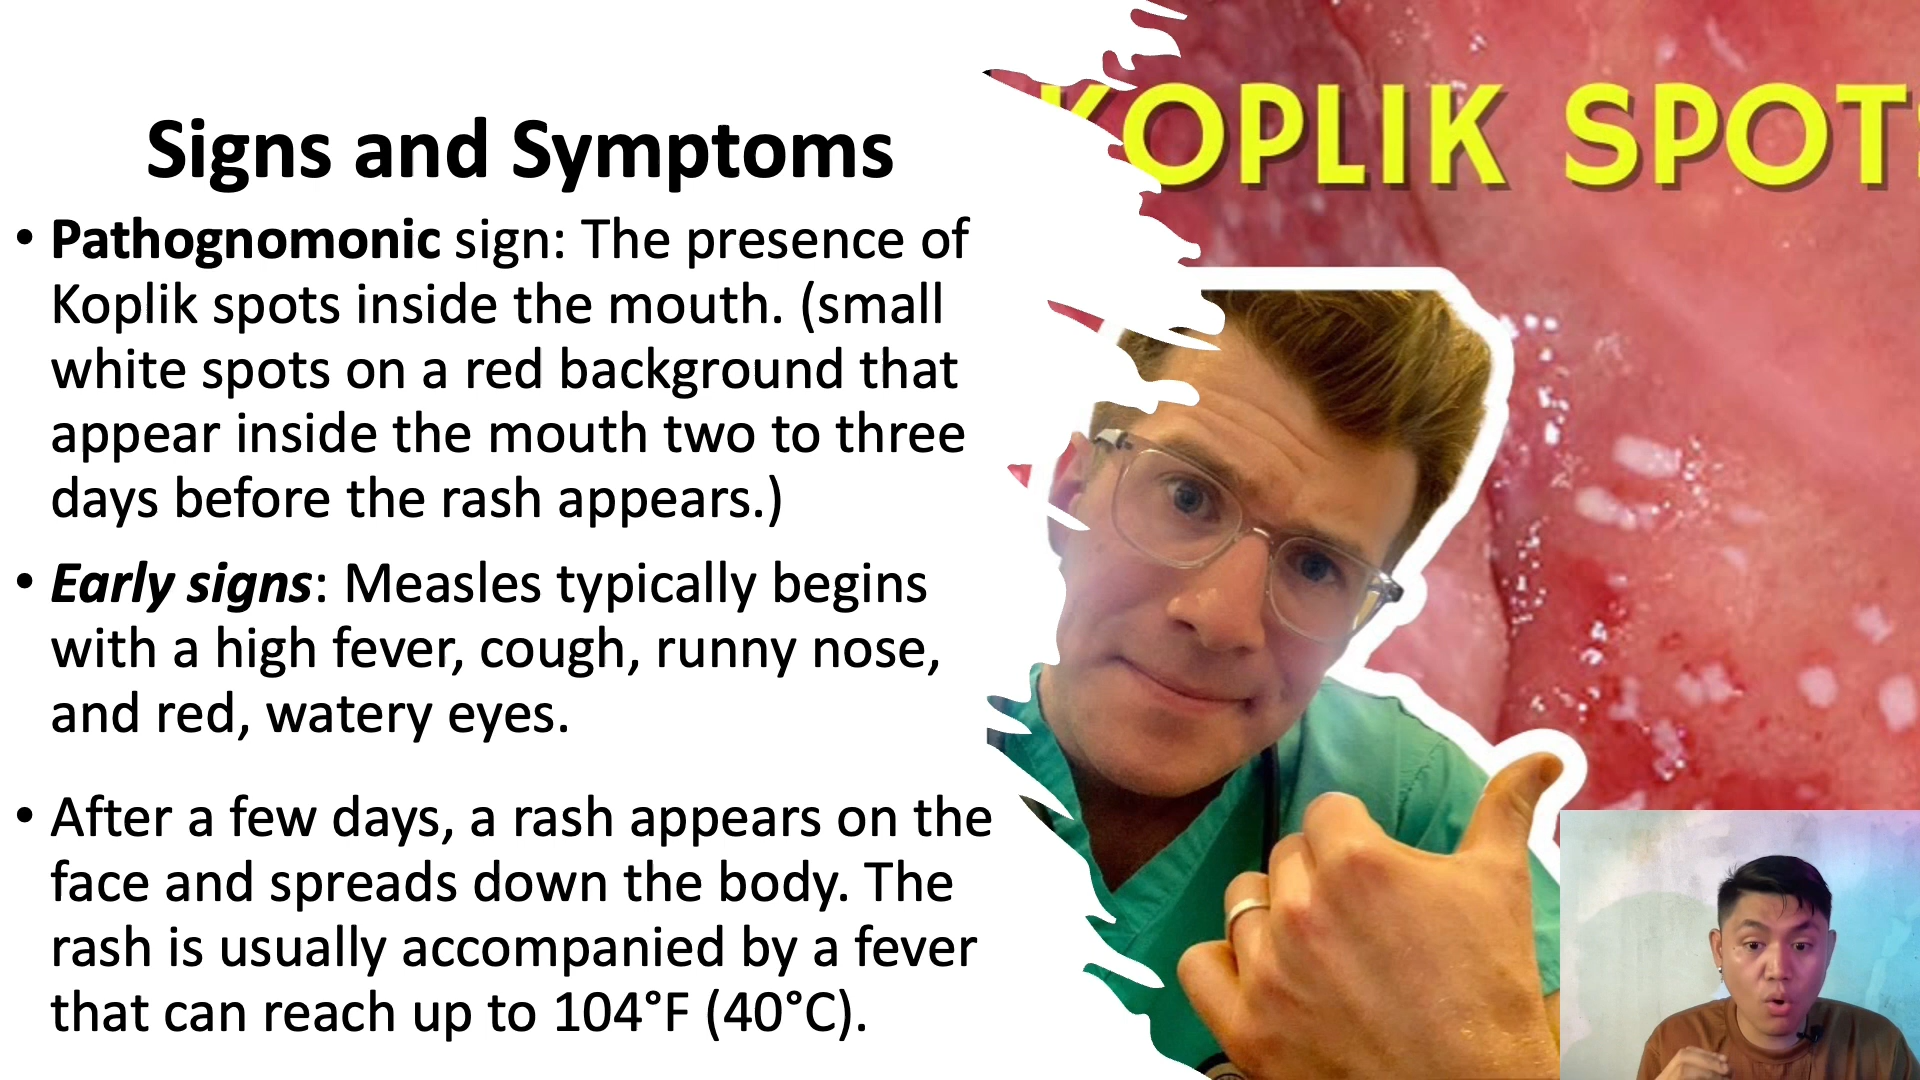 KOPLIK SPOTS
Signs and Symptoms
• Pathognomonic sign: The presence of
Koplik spots inside the mouth. (small
white spots on a red background that
appear inside the mouth two to three
days before the rash appears.)
• Early signs: Measles typically begins
with a high fever, cough, runny nose,
and red, watery eyes.
• After a few days, a rash appears on the
face and spreads down the body. The
rash is usually accompanied by a fever
that can reach up to 104°F (40°C).